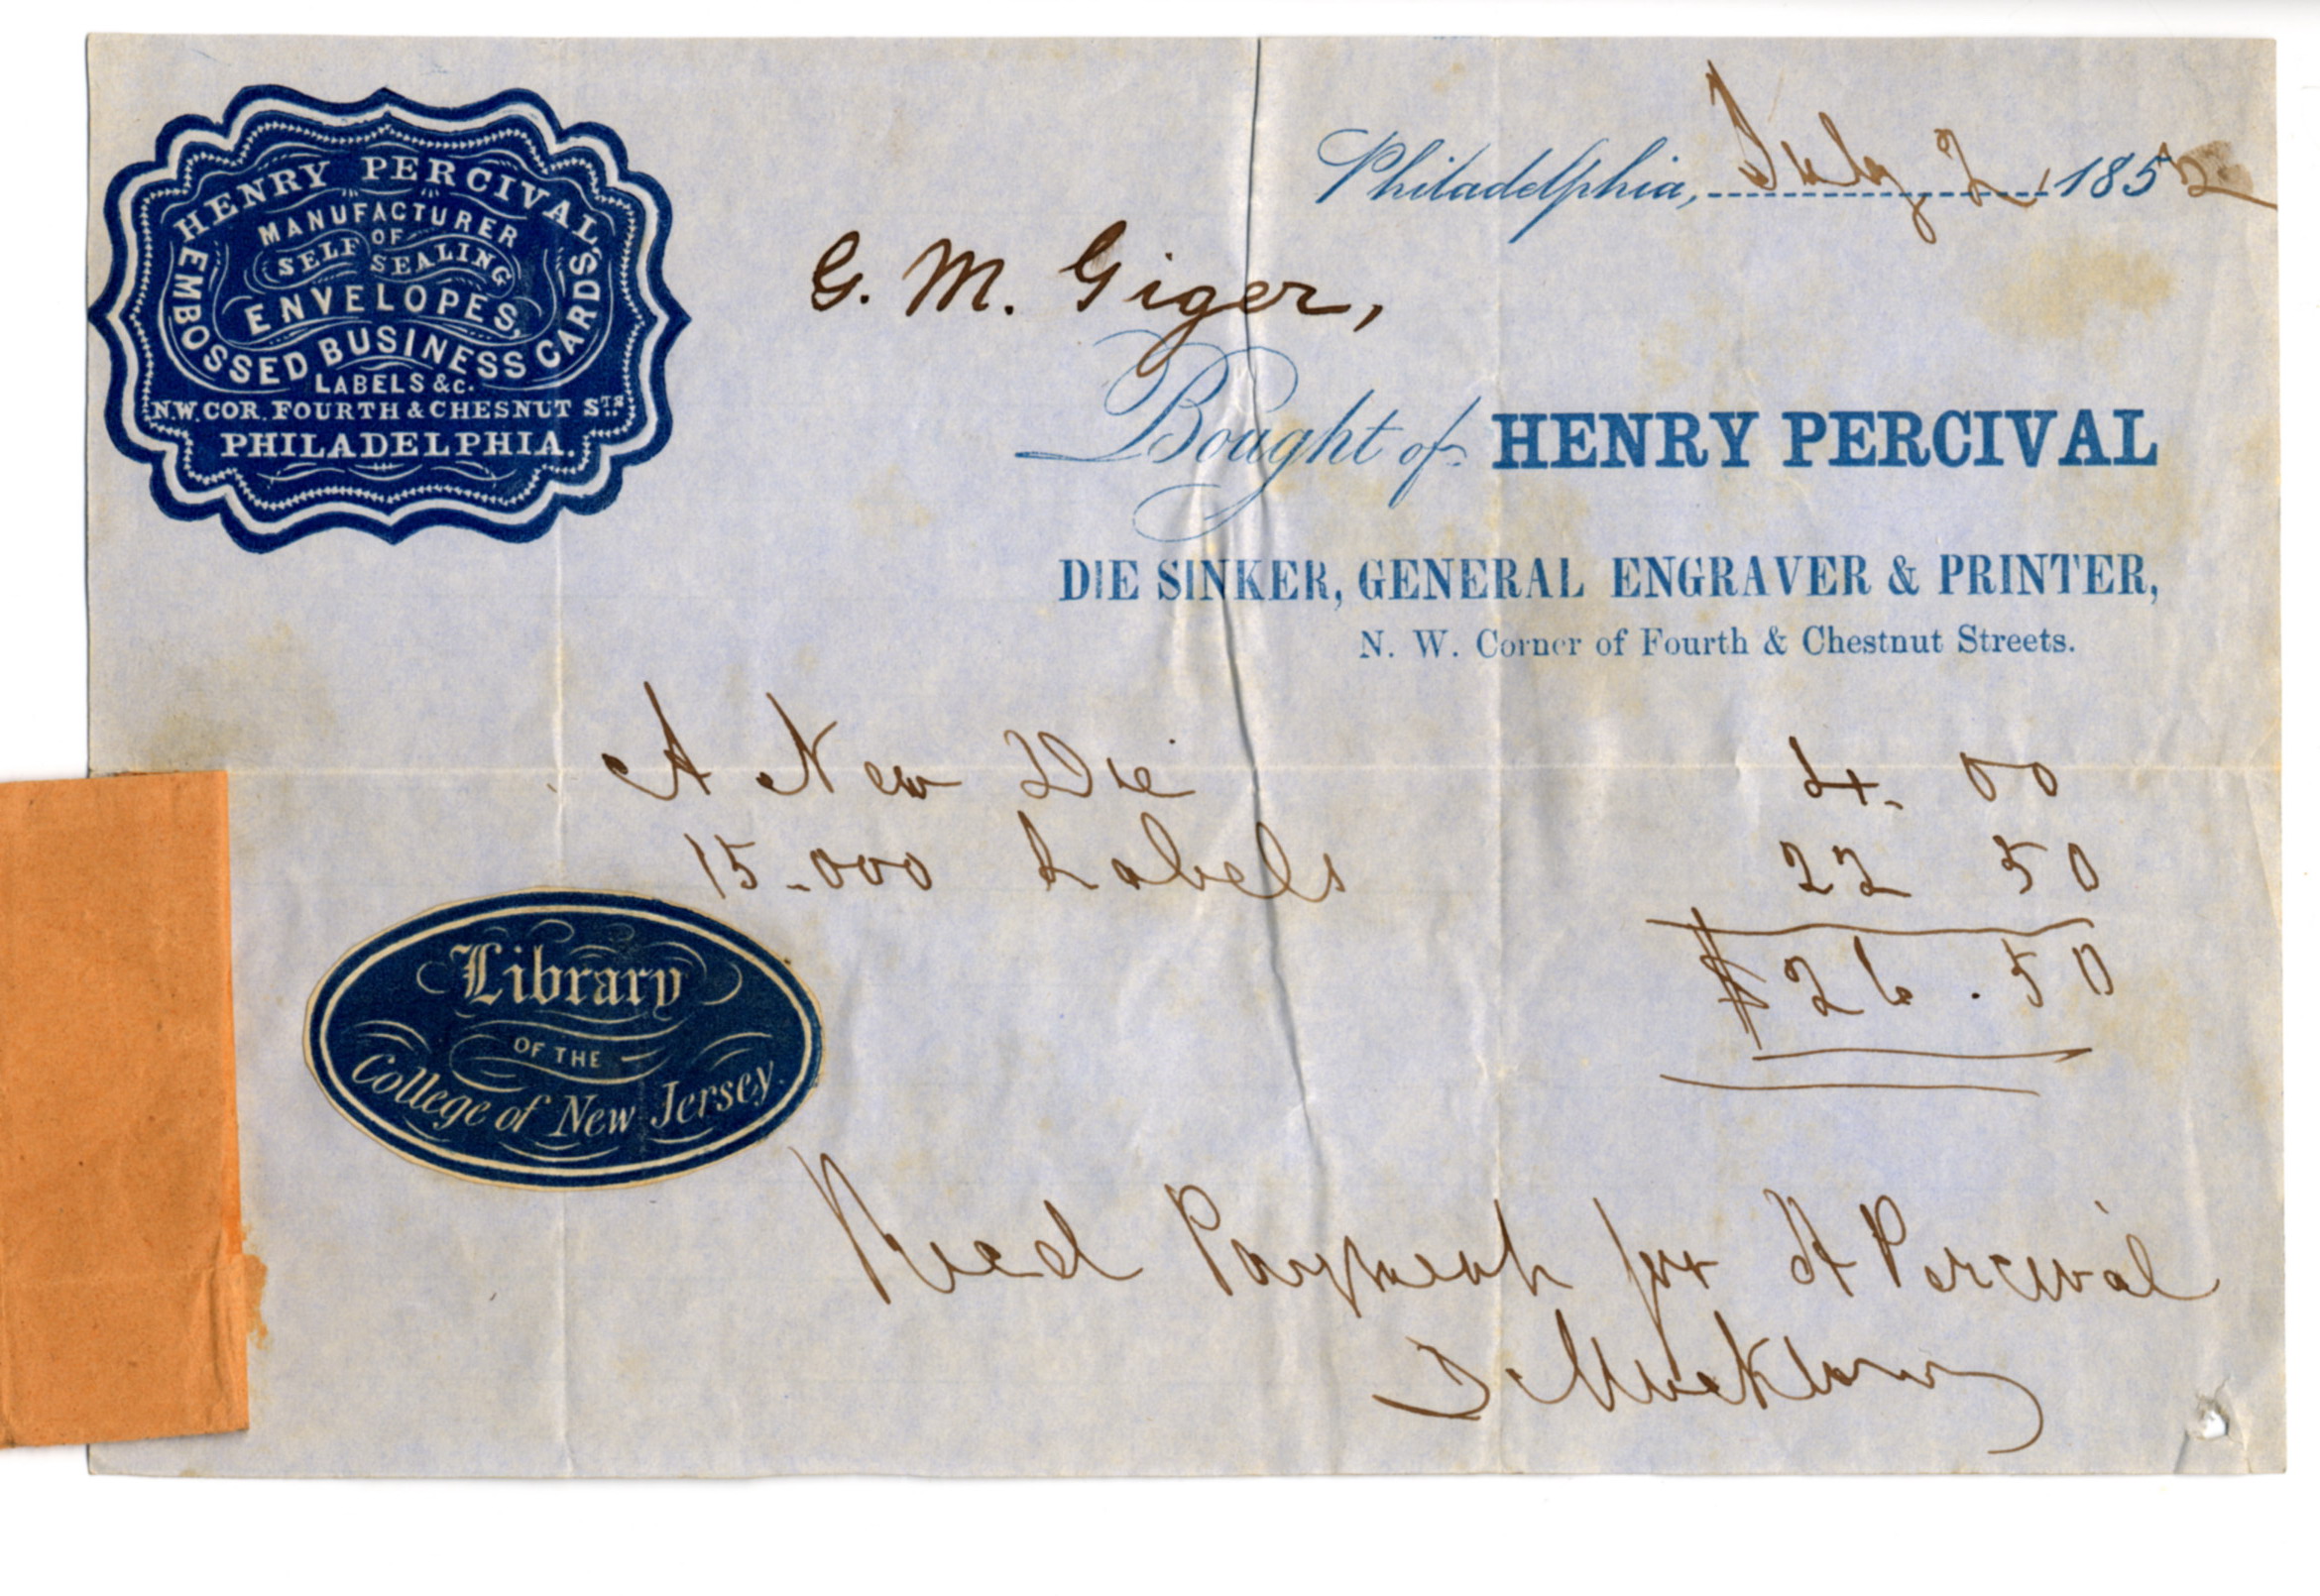 HENRY PERCIVAL,
MANUFACTURER
OF
SELF SEALING
ENVELOPES,
EMBOSSED BUSINESS CARDS,
LABELS &c.
N.W. COR. FOURTH & CHESNUT STS.
PHILADELPHIA.
Philadelphia, July 2, 1852
G. M. Giger,
Bought of HENRY PERCIVAL
DIE SINKER, GENERAL ENGRAVER & PRINTER,
N. W. Corner of Fourth & Chestnut Streets.
A New Die 4. 00
15.000 Labels 22 50
$26.50
Library
OF THE
College of New Jersey.
Recd Payment for H Percival